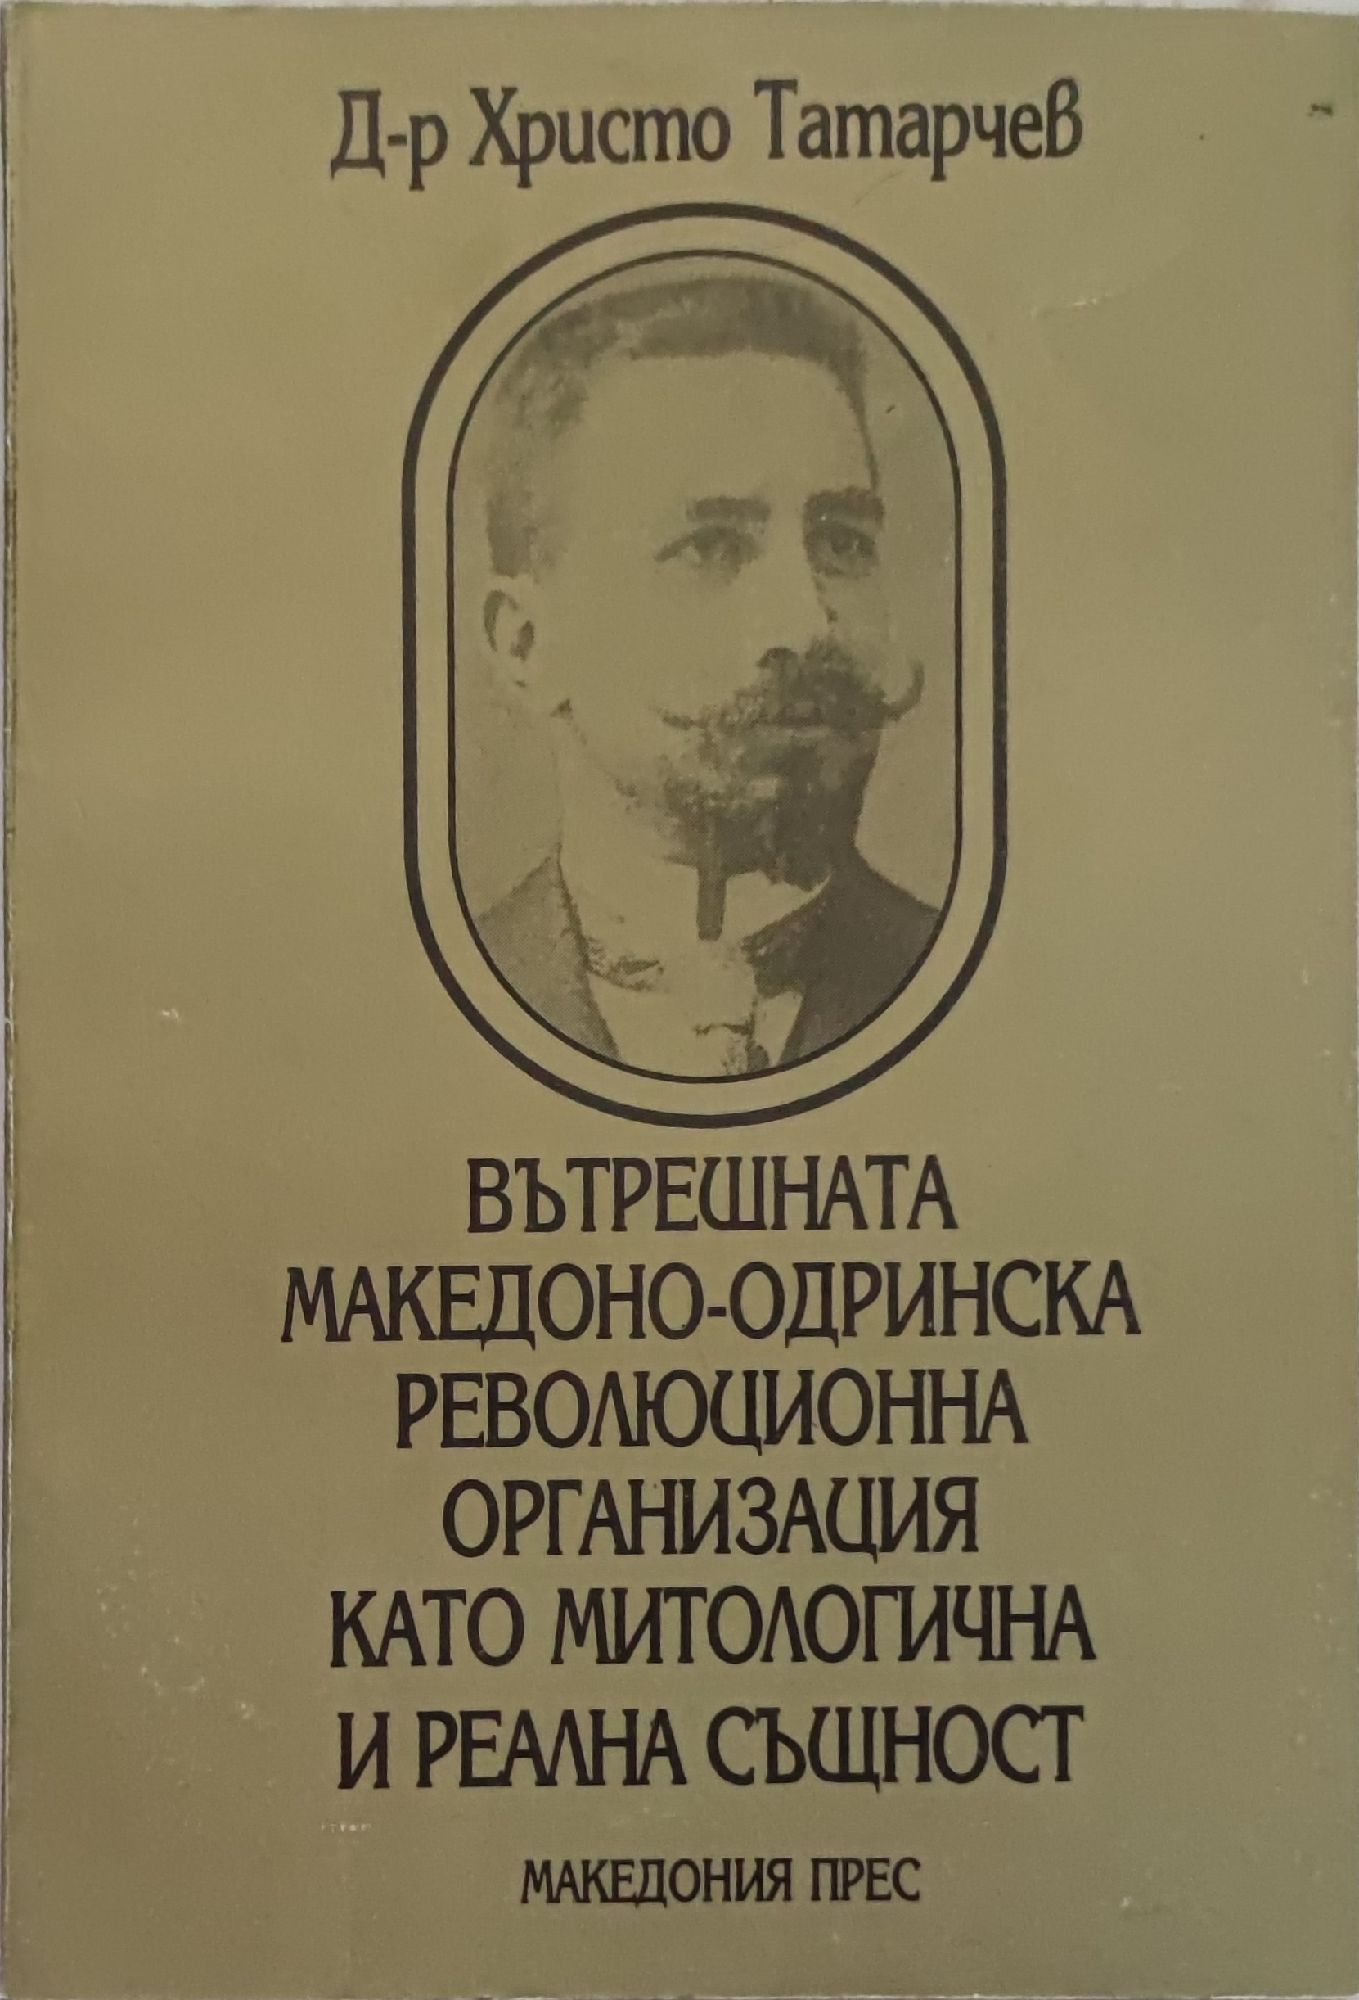 Д-р Христо Татарчев
ВЪТРЕШНАТА
МАКЕДОНО-ОДРИНСКА
РЕВОЛЮЦИОННА
ОРГАНИЗАЦИЯ
КАТО МИТОЛОГИЧНА
И РЕАЛНА СЪЩНОСТ
МАКЕДОНИЯ ПРЕС